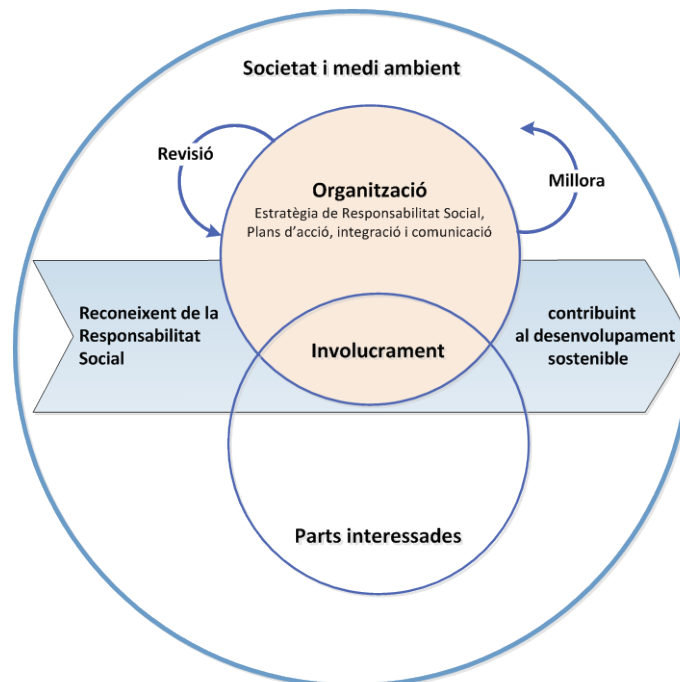 Societat i medi ambient
Revisió
Millora
Organització
Estratègia de Responsabilitat Social,
Plans d'acció, integració i comunicació
Reconeixent de la
Responsabilitat
Social
Involucrament
contribuint
al desenvolupament
sostenible
Parts interessades